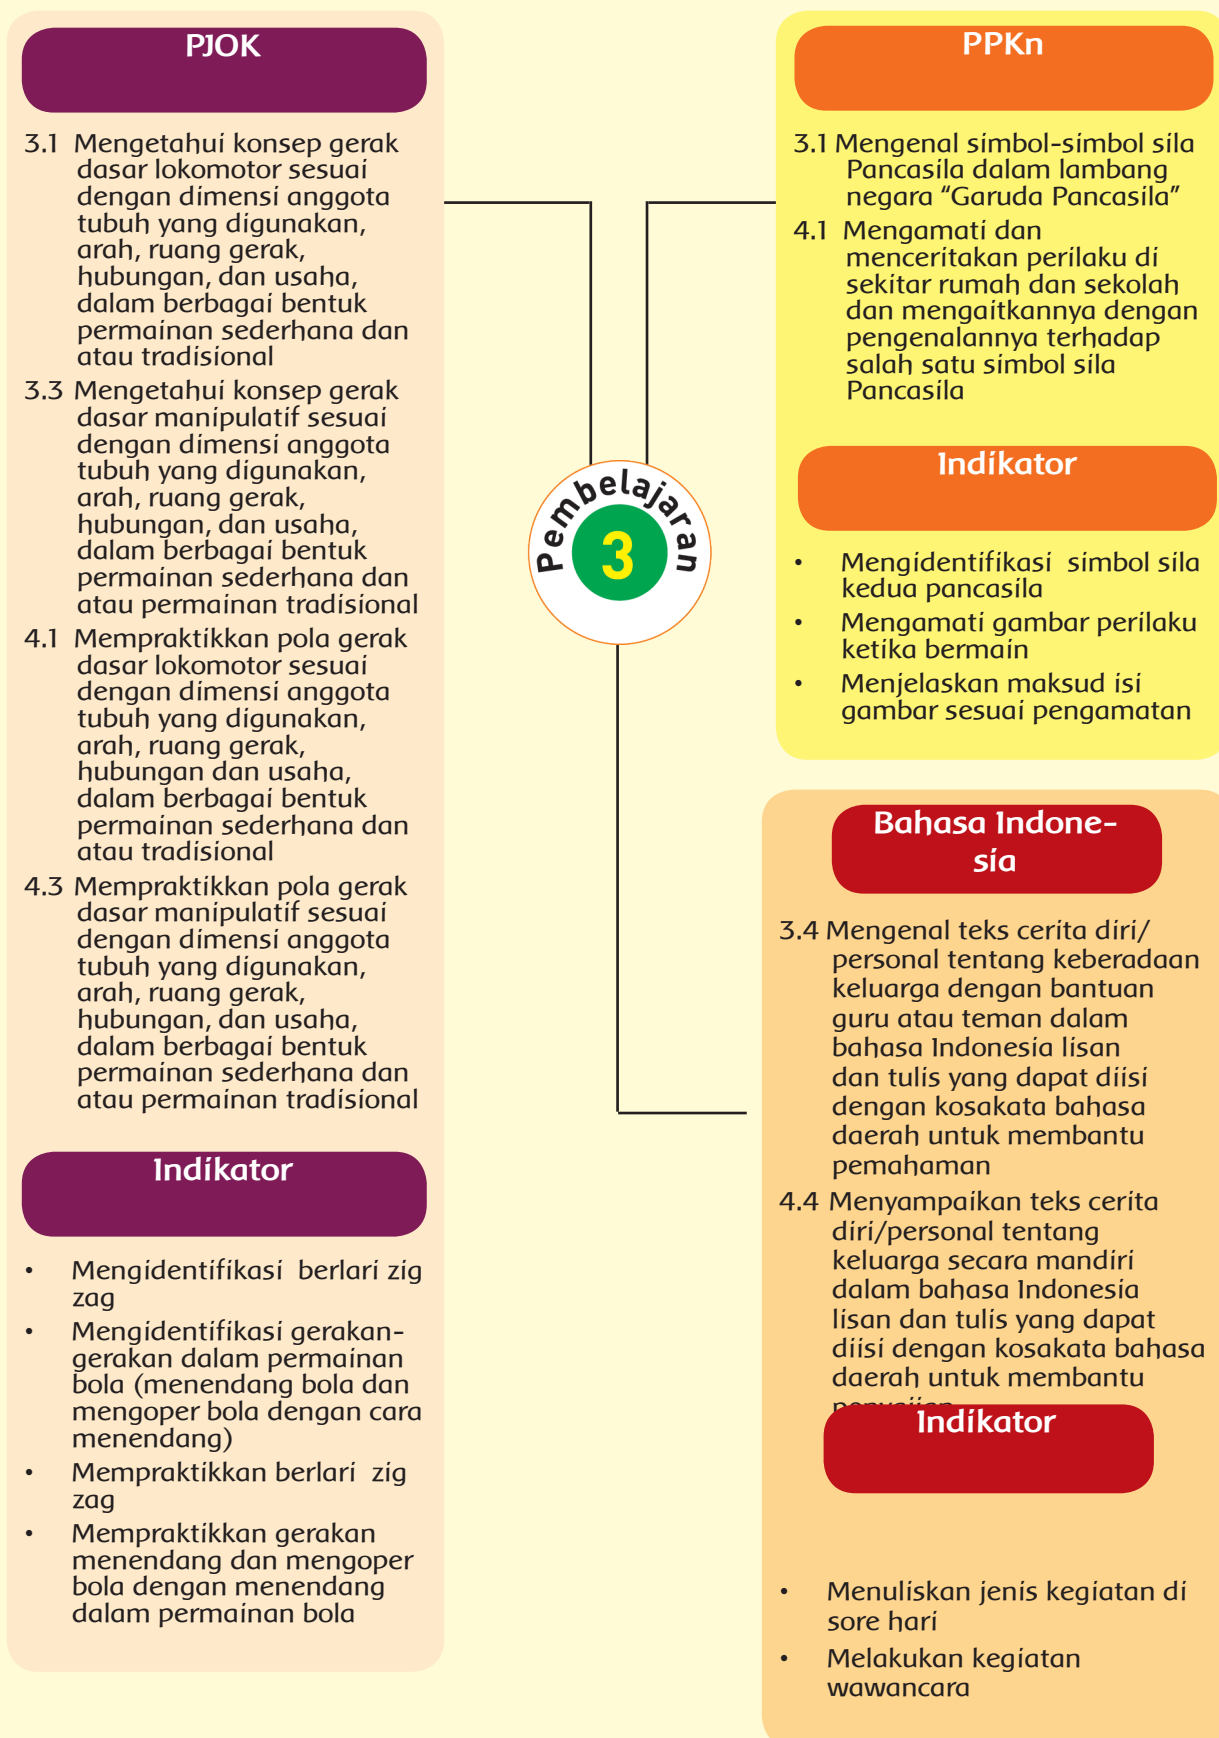 PJOK
3.1 Mengetahui konsep gerak
dasar lokomotor sesuai
dengan dimensi anggota
tubuh yang digunakan,
arah, ruang gerak,
hubungan, dan usaha,
dalam berbagai bentuk
permainan sederhana dan
atau tradisional
3.3 Mengetahui konsep gerak
dasar manipulatif sesuai
dengan dimensi anggota
tubuh yang digunakan,
arah, ruang gerak,
hubungan, dan usaha,
dalam berbagai bentuk
permainan sederhana dan
atau permainan tradisional
4.1 Mempraktikkan pola gerak
dasar lokomotor sesuai
dengan dimensi anggota
tubuh yang digunakan,
arah, ruang gerak,
hubungan dan usaha,
dalam berbagai bentuk
permainan sederhana dan
atau tradisional
4.3 Mempraktikkan pola gerak
dasar manipulatif sesuai
dengan dimensi anggota
tubuh yang digunakan,
arah, ruang gerak,
hubungan, dan usaha,
dalam berbagai bentuk
permainan sederhana dan
atau permainan tradisional
Indikator
• Mengidentifikasi berlari zig
zag
• Mengidentifikasi gerakan-
gerakan dalam permainan
bola (menendang bola dan
mengoper bola dengan cara
menendang)
• Mempraktikkan berlari zig
zag
• Mempraktikkan gerakan
menendang dan mengoper
bola dengan menendang
dalam permainan bola
Pembelajaran
3
PPKn
3.1 Mengenal simbol-simbol sila
Pancasila dalam lambang
negara “Garuda Pancasila”
4.1 Mengamati dan
menceritakan perilaku di
sekitar rumah dan sekolah
dan mengaitkannya dengan
pengenalannya terhadap
salah satu simbol sila
Pancasila
Indikator
• Mengidentifikasi simbol sila
kedua pancasila
• Mengamati gambar perilaku
ketika bermain
• Menjelaskan maksud isi
gambar sesuai pengamatan
Bahasa Indone-
sia
3.4 Mengenal teks cerita diri/
personal tentang keberadaan
keluarga dengan bantuan
guru atau teman dalam
bahasa Indonesia lisan
dan tulis yang dapat diisi
dengan kosakata bahasa
daerah untuk membantu
pemahaman
4.4 Menyampaikan teks cerita
diri/personal tentang
keluarga secara mandiri
dalam bahasa Indonesia
lisan dan tulis yang dapat
diisi dengan kosakata bahasa
daerah untuk membantu
Indikator
• Menuliskan jenis kegiatan di
sore hari
• Melakukan kegiatan
wawancara